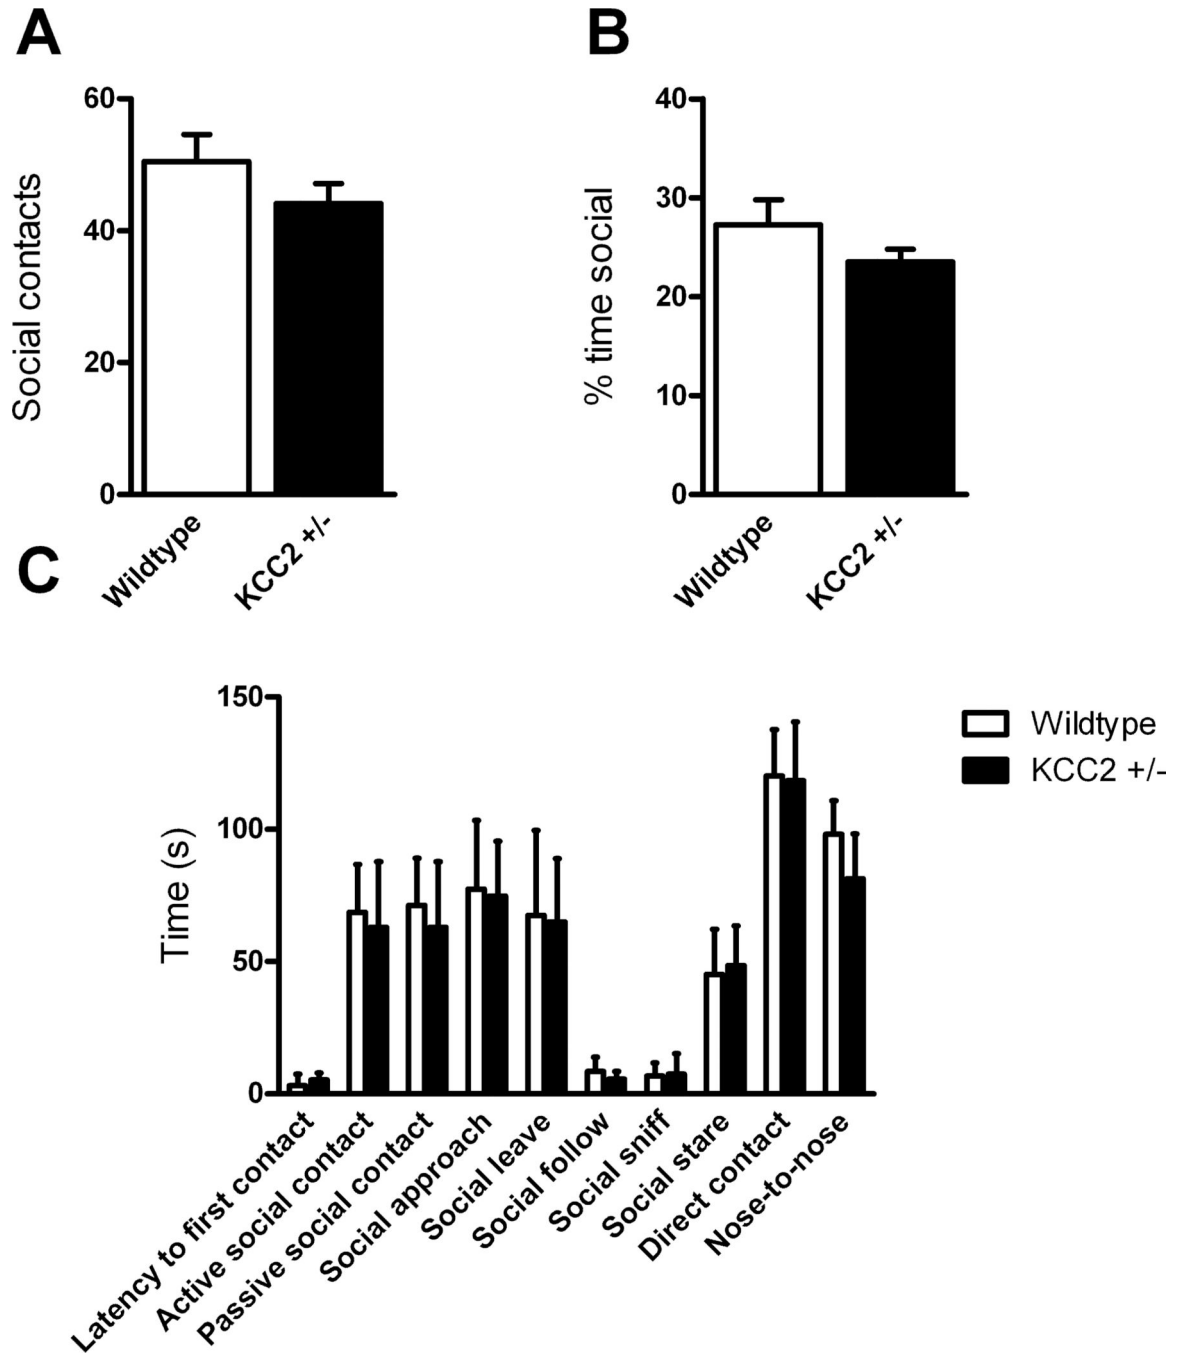 A
60
40
20
0
Social contacts
Wildtype
KCC2 +/-
B
40
30
20
10
0
% time social
Wildtype
KCC2 +/-
C
150
100
50
0
Time (s)
Wildtype
KCC2 +/-
Latency to first contact
Active social contact
Passive social contact
Social approach
Social leave
Social follow
Social sniff
Social stare
Direct contact
Nose-to-nose